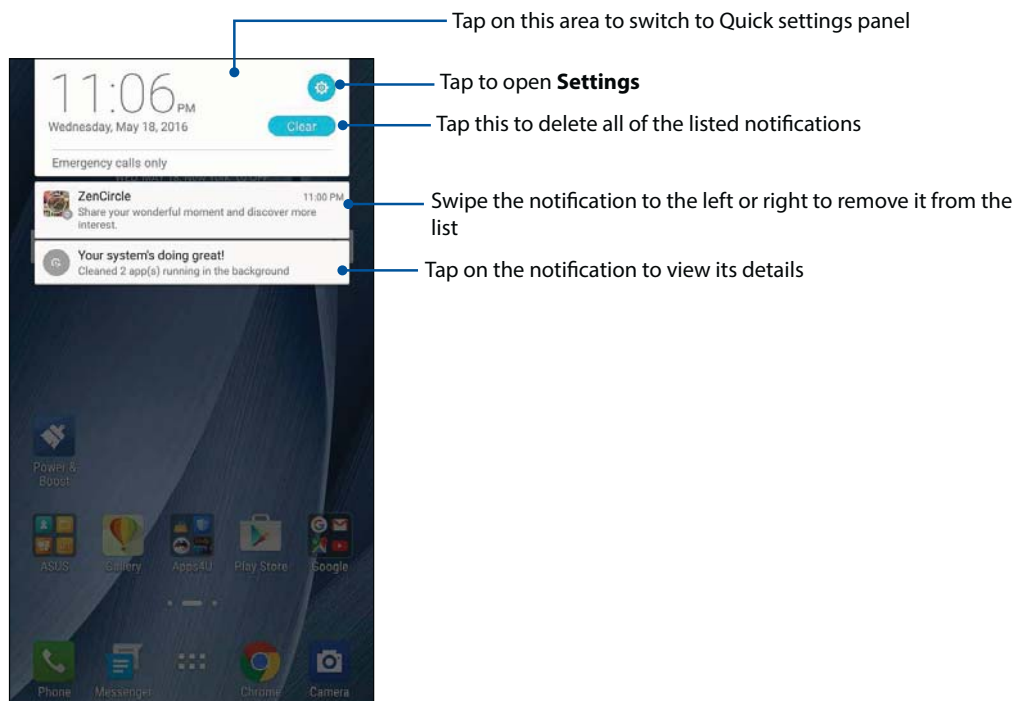 Tap on this area to switch to Quick settings panel
11:06 PM
Tap to open Settings
Wednesday, May 18, 2016
Clear
Tap this to delete all of the listed notifications
Emergency calls only
ZenCircle 11:00 PM
Share your wonderful moment and discover more
interest.
Swipe the notification to the left or right to remove it from the
list
Your system's doing great!
Cleaned 2 app(s) running in the background
Tap on the notification to view its details
Power &
Boost
ASUS Gallery Apps4U Play Store Google
Phone Messenger Chrome Camera